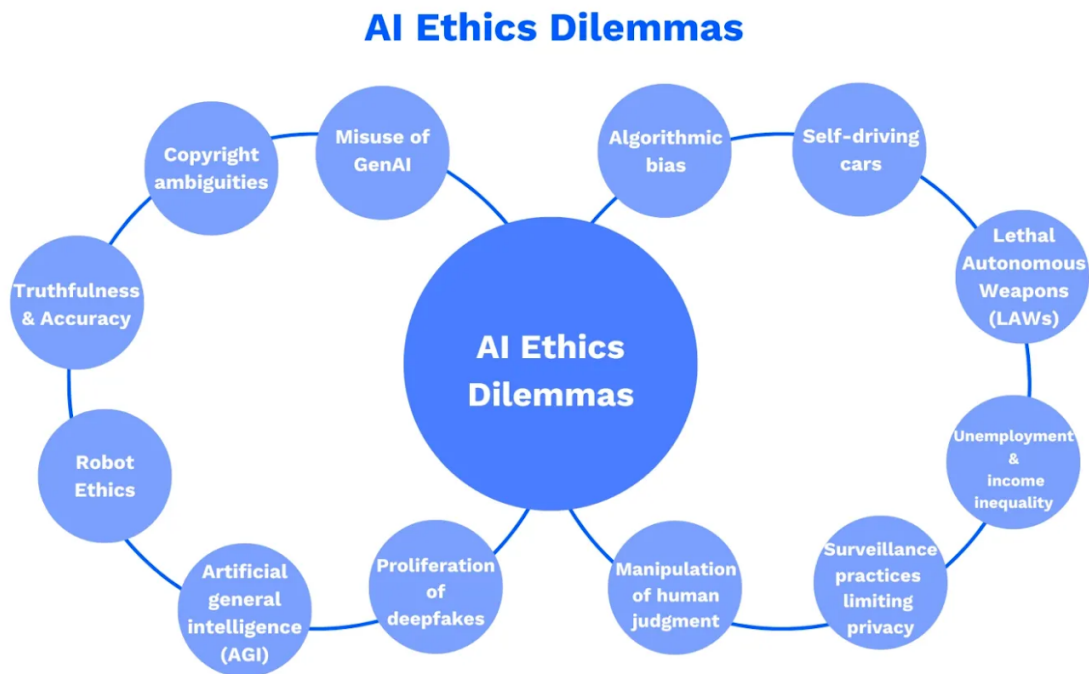 AI Ethics Dilemmas
Misuse of
GenAI
Copyright
ambiguities
Truthfulness
& Accuracy
Robot
Ethics
Artificial
general
intelligence
(AGI)
Proliferation
of
deepfakes
AI Ethics
Dilemmas
Algorithmic
bias
Self-driving
cars
Lethal
Autonomous
Weapons
(LAWs)
Unemployment
&
income
inequality
Surveillance
practices
limiting
privacy
Manipulation
of human
judgment